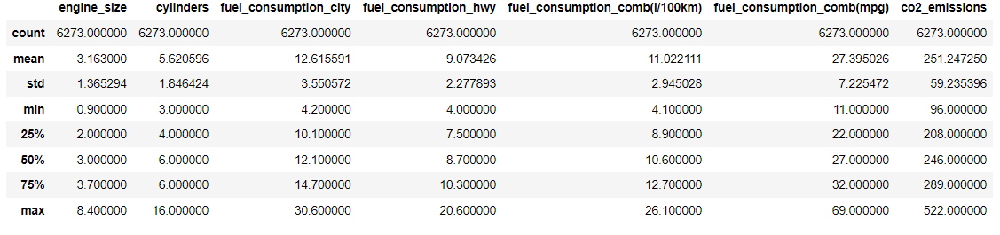 engine_size cylinders fuel_consumption_city fuel_consumption_hwy fuel_consumption_comb(l/100km) fuel_consumption_comb(mpg) co2_emissions
count 6273.000000 6273.000000 6273.000000 6273.000000 6273.000000 6273.000000 6273.000000
mean 3.163000 5.620596 12.615591 9.073426 11.022111 27.395026 251.247250
std 1.365294 1.846424 3.550572 2.277893 2.945028 7.225472 59.235396
min 0.900000 3.000000 4.200000 4.000000 4.100000 11.000000 96.000000
25% 2.000000 4.000000 10.100000 7.500000 8.900000 22.000000 208.000000
50% 3.000000 6.000000 12.100000 8.700000 10.600000 27.000000 246.000000
75% 3.700000 6.000000 14.700000 10.300000 12.700000 32.000000 289.000000
max 8.400000 16.000000 30.600000 20.600000 26.100000 69.000000 522.000000